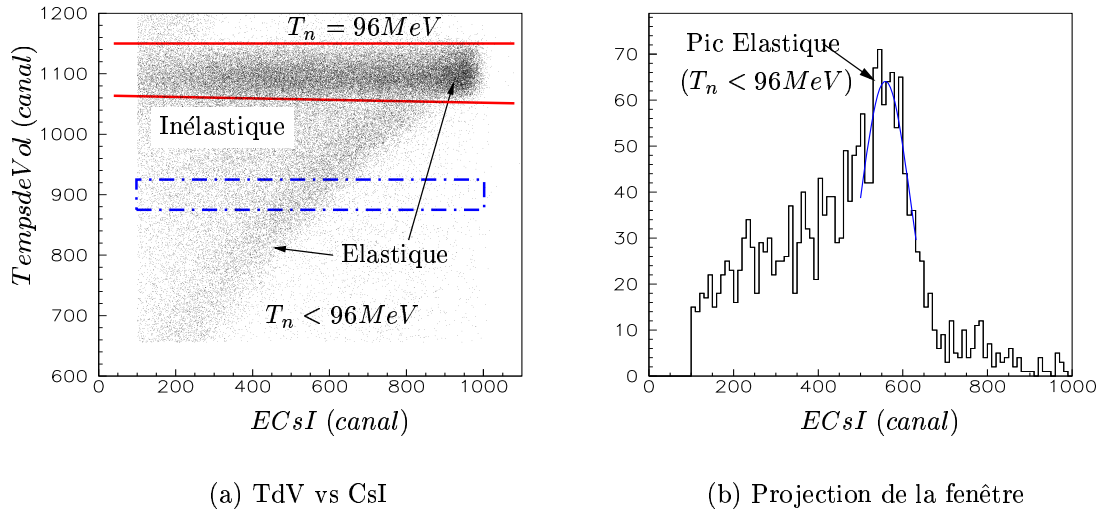 1200
1100
1000
900
800
700
600
0
200
400
600
800
1000
TempsdeVol (canal)
ECsI (canal)
T_n = 96MeV
Inélastique
Elastique
T_n < 96MeV
(a) TdV vs CsI
70
60
50
40
30
20
10
0
0
200
400
600
800
1000
ECsI (canal)
Pic Elastique
(T_n < 96MeV)
(b) Projection de la fenêtre